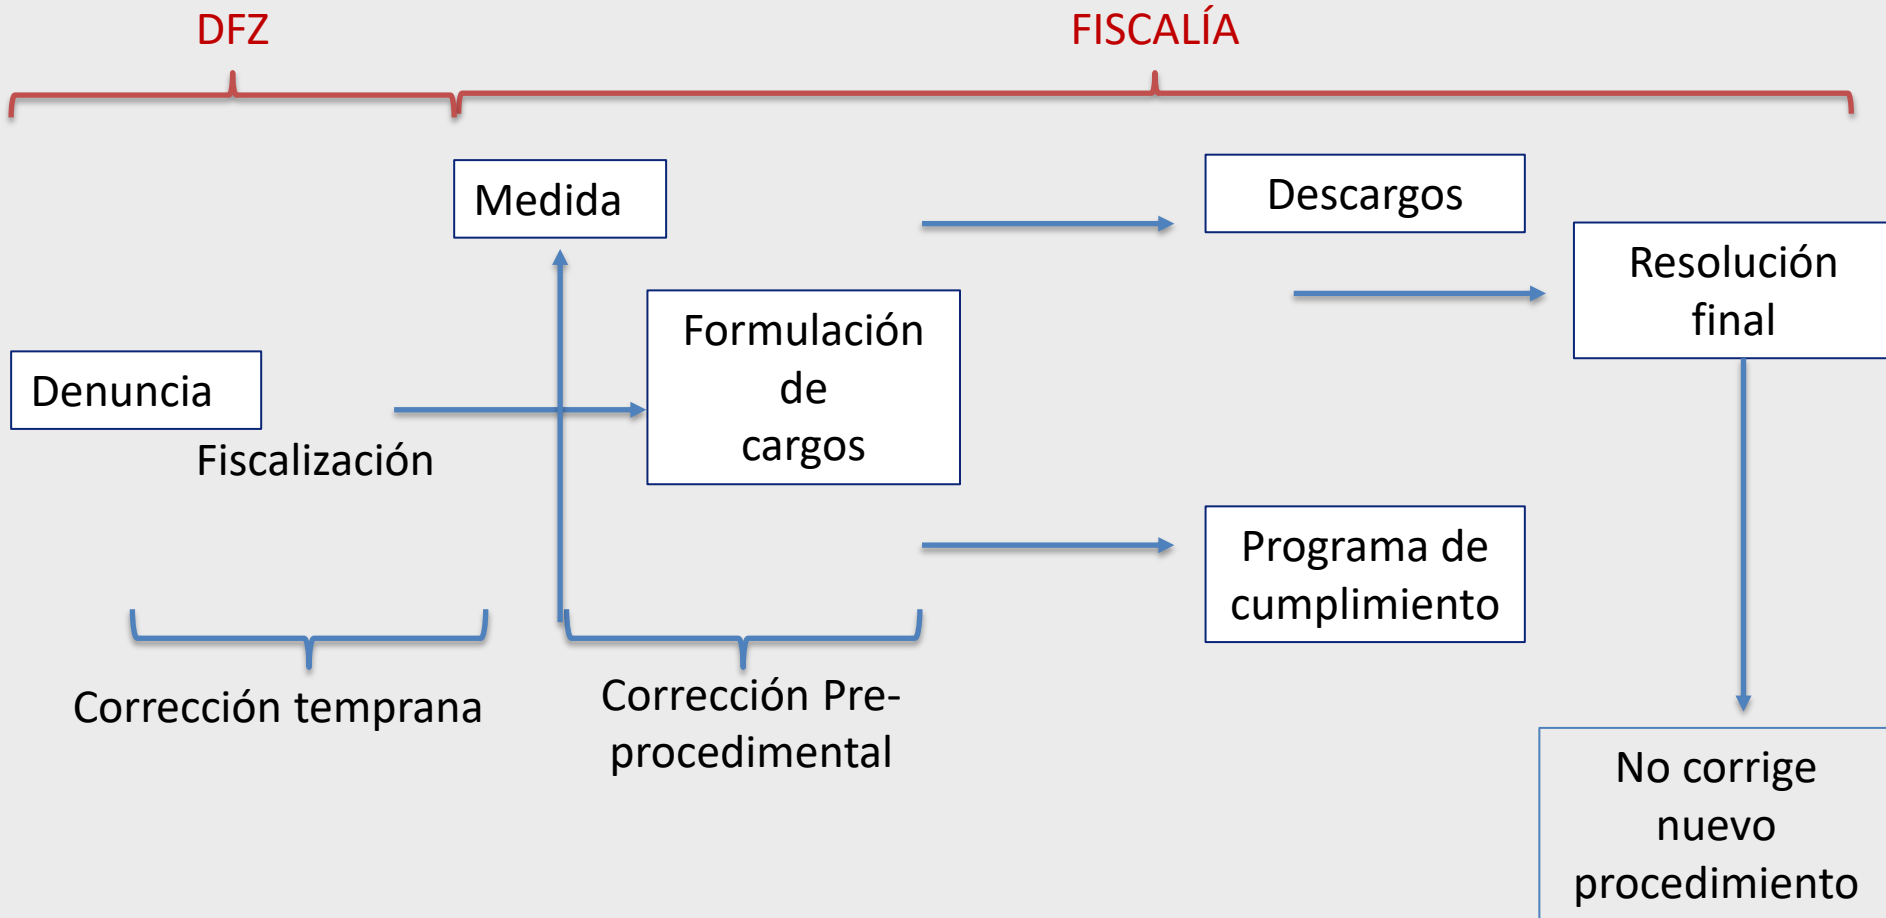 DFZ
FISCALÍA
Medida
Descargos
Resolución
final
Formulación
de
cargos
Denuncia
Fiscalización
Programa de
cumplimiento
Corrección temprana
Corrección Pre-
procedimental
No corrige
nuevo
procedimiento